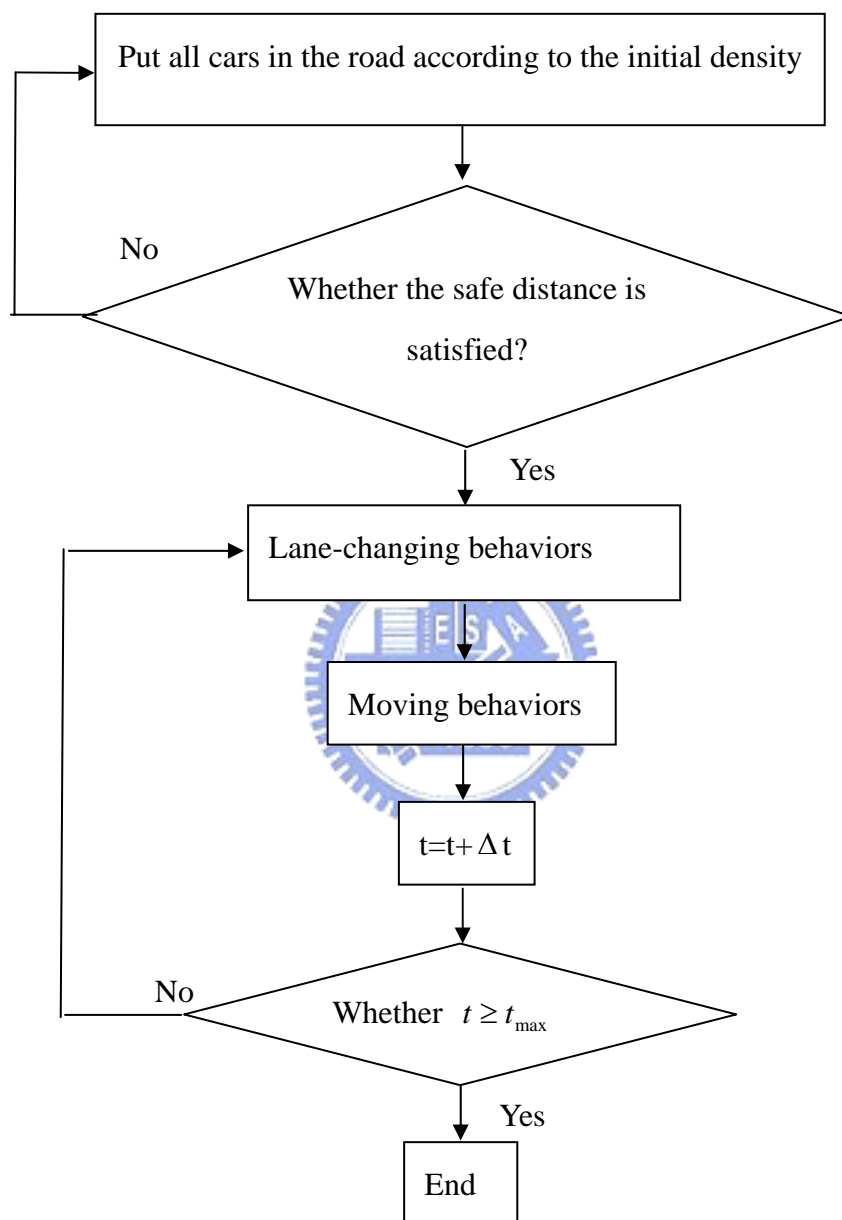 Put all cars in the road according to the initial density
No
Whether the safe distance is
satisfied?
Yes
Lane-changing behaviors
E S A
Moving behaviors
t=t+Δt
No
Whether t ≥ t_max
Yes
End